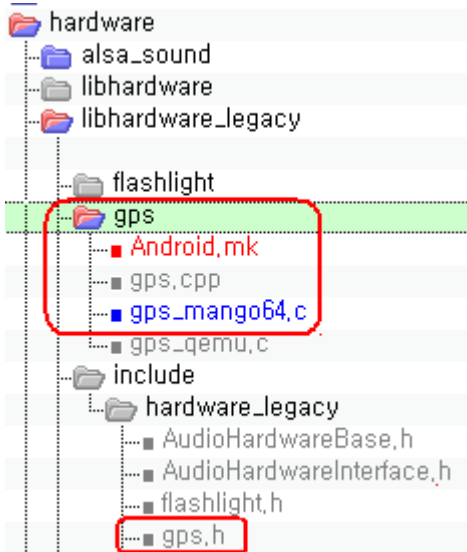 hardware
alsa_sound
libhardware
libhardware_legacy
flashlight
gps
Android,mk
gps,cpp
gps_mango64,c
gps_qemu,c
include
hardware_legacy
AudioHardwareBase,h
AudioHardwareInterface,h
flashlight,h
gps,h